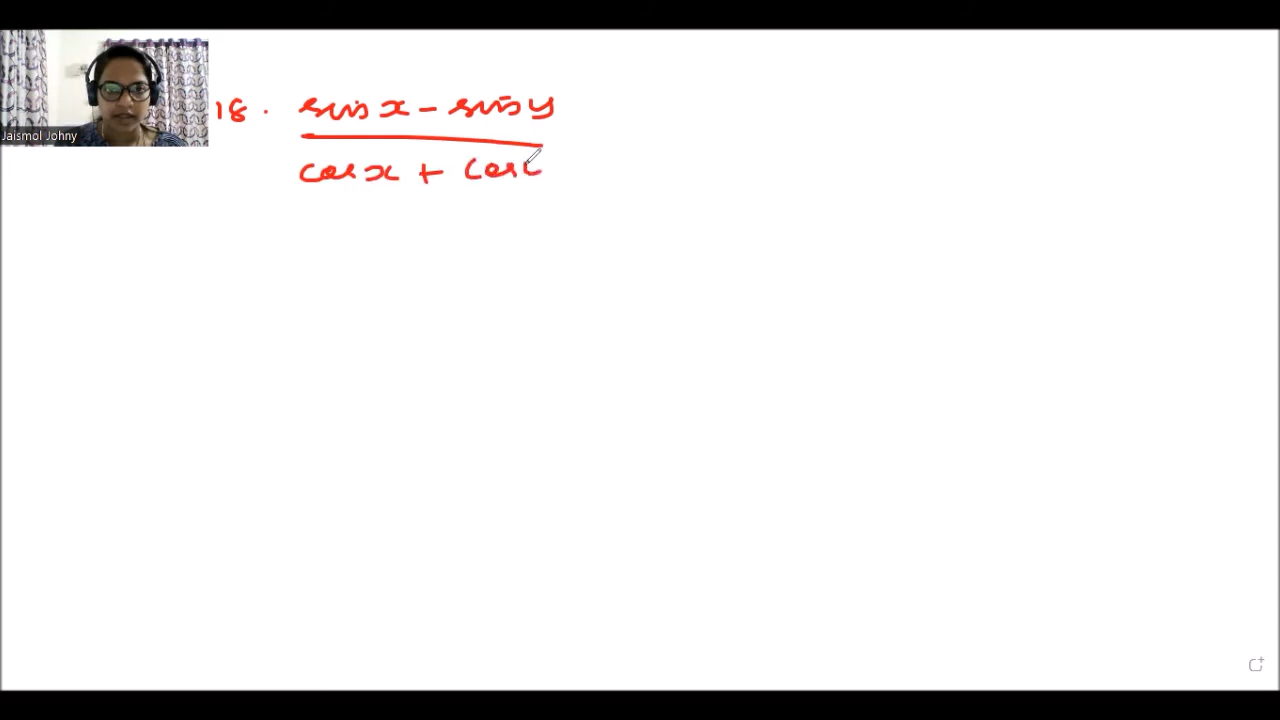 18. sin x - sin y
cos x + cos
Jaismol Johny